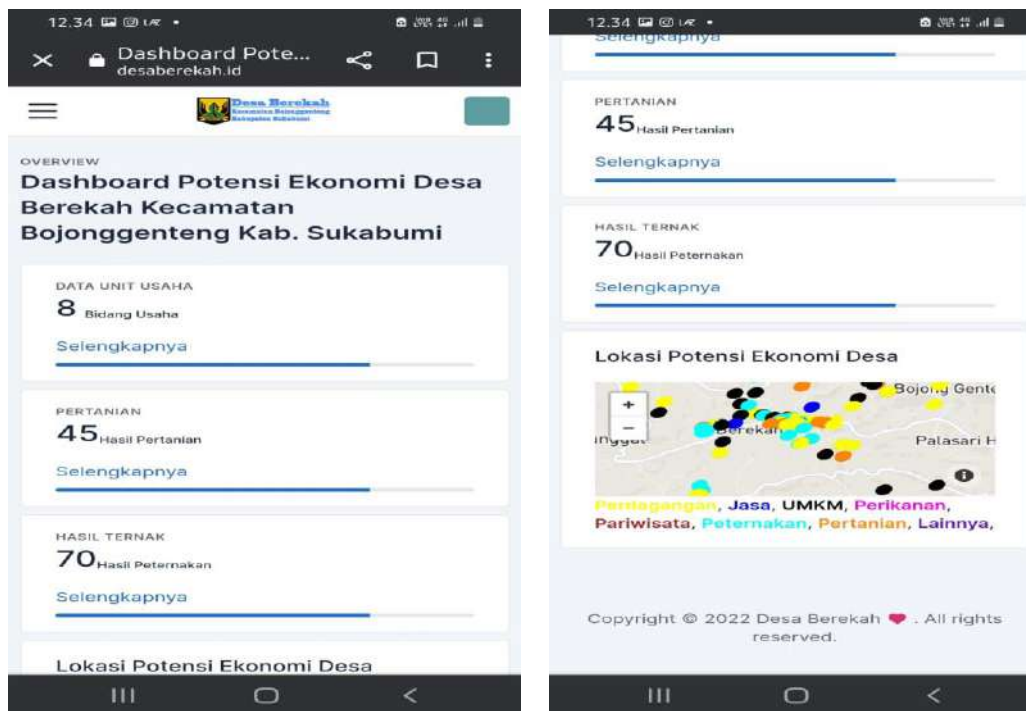 12.34
Dashboard Pote...
desaberekah.id
Desa Berekah
Kecamatan Bojonggenteng
Kabupaten Sukabumi
OVERVIEW
Dashboard Potensi Ekonomi Desa
Berekah Kecamatan
Bojonggenteng Kab. Sukabumi
DATA UNIT USAHA
8 Bidang Usaha
Selengkapnya
PERTANIAN
45 Hasil Pertanian
Selengkapnya
HASIL TERNAK
70 Hasil Peternakan
Selengkapnya
Lokasi Potensi Ekonomi Desa
12.34
Selengkapnya
PERTANIAN
45 Hasil Pertanian
Selengkapnya
HASIL TERNAK
70 Hasil Peternakan
Selengkapnya
Lokasi Potensi Ekonomi Desa
+
Bojong Gente
−
Berekah
Palasari H
Perdagangan, Jasa, UMKM, Perikanan,
Pariwisata, Peternakan, Pertanian, Lainnya,
Copyright © 2022 Desa Berekah ❤ . All rights
reserved.